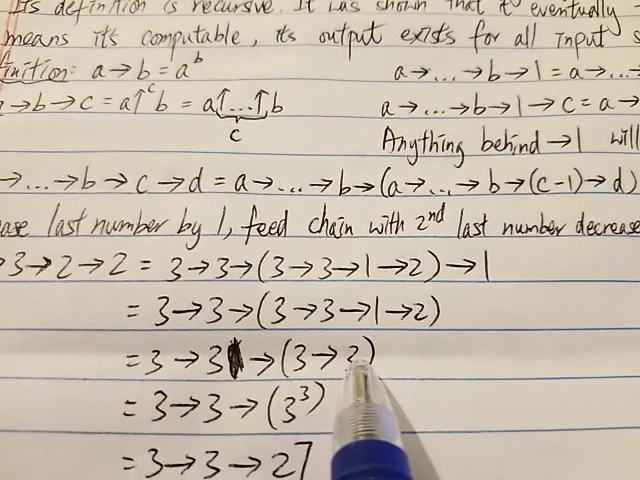 Its definition is recursive. It was shown that it eventually
means its computable, its output exists for all input
finition: a→b = a^b
a→...→b→1 = a→...
→b→c = a↑^c b = a↑...↑b
c
a→...→b→1→c = a→
Anything behind →1 will
→...→b→c→d = a→...→b→(a→...→b→(c-1)→d)
ease last number by 1, feed chain with 2nd last number decrease
→3→2→2 = 3→3→(3→3→1→2)→1
= 3→3→(3→3→1→2)
= 3→3→(3→3)
= 3→3→(3^3)
= 3→3→27